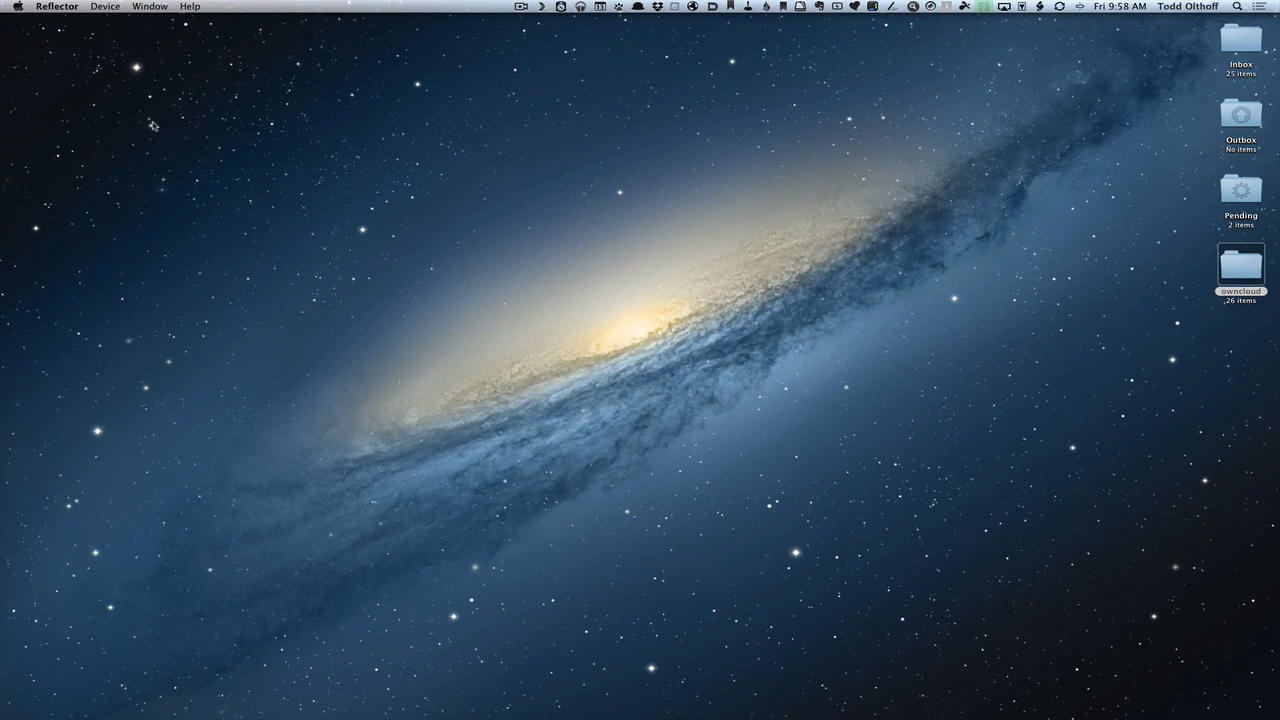 Reflector Device Window Help Fri 9:58 AM Todd Olthoff
Inbox
25 items
Outbox
No items
Pending
2 items
owncloud
26 items